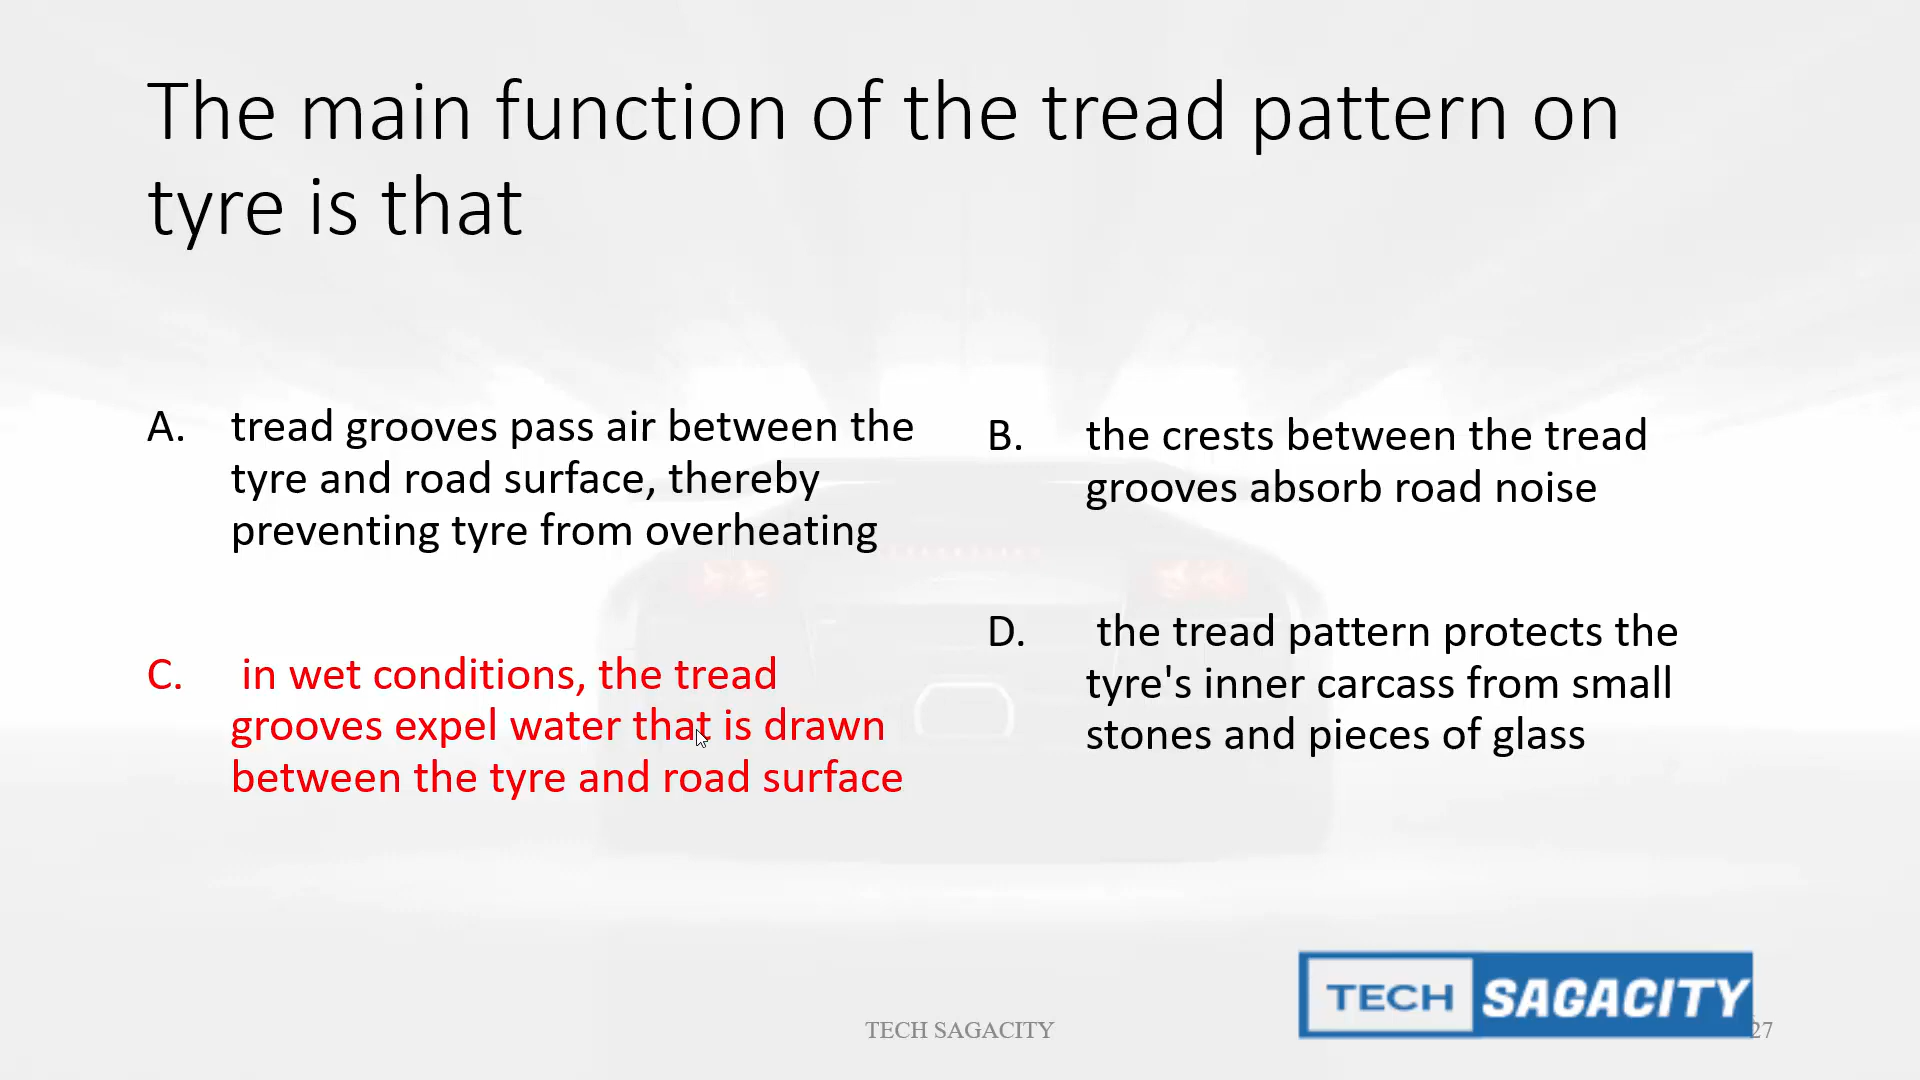 The main function of the tread pattern on
tyre is that
A. tread grooves pass air between the
tyre and road surface, thereby
preventing tyre from overheating
B. the crests between the tread
grooves absorb road noise
C. in wet conditions, the tread
grooves expel water that is drawn
between the tyre and road surface
D. the tread pattern protects the
tyre's inner carcass from small
stones and pieces of glass
TECH SAGACITY
TECH SAGACITY
27